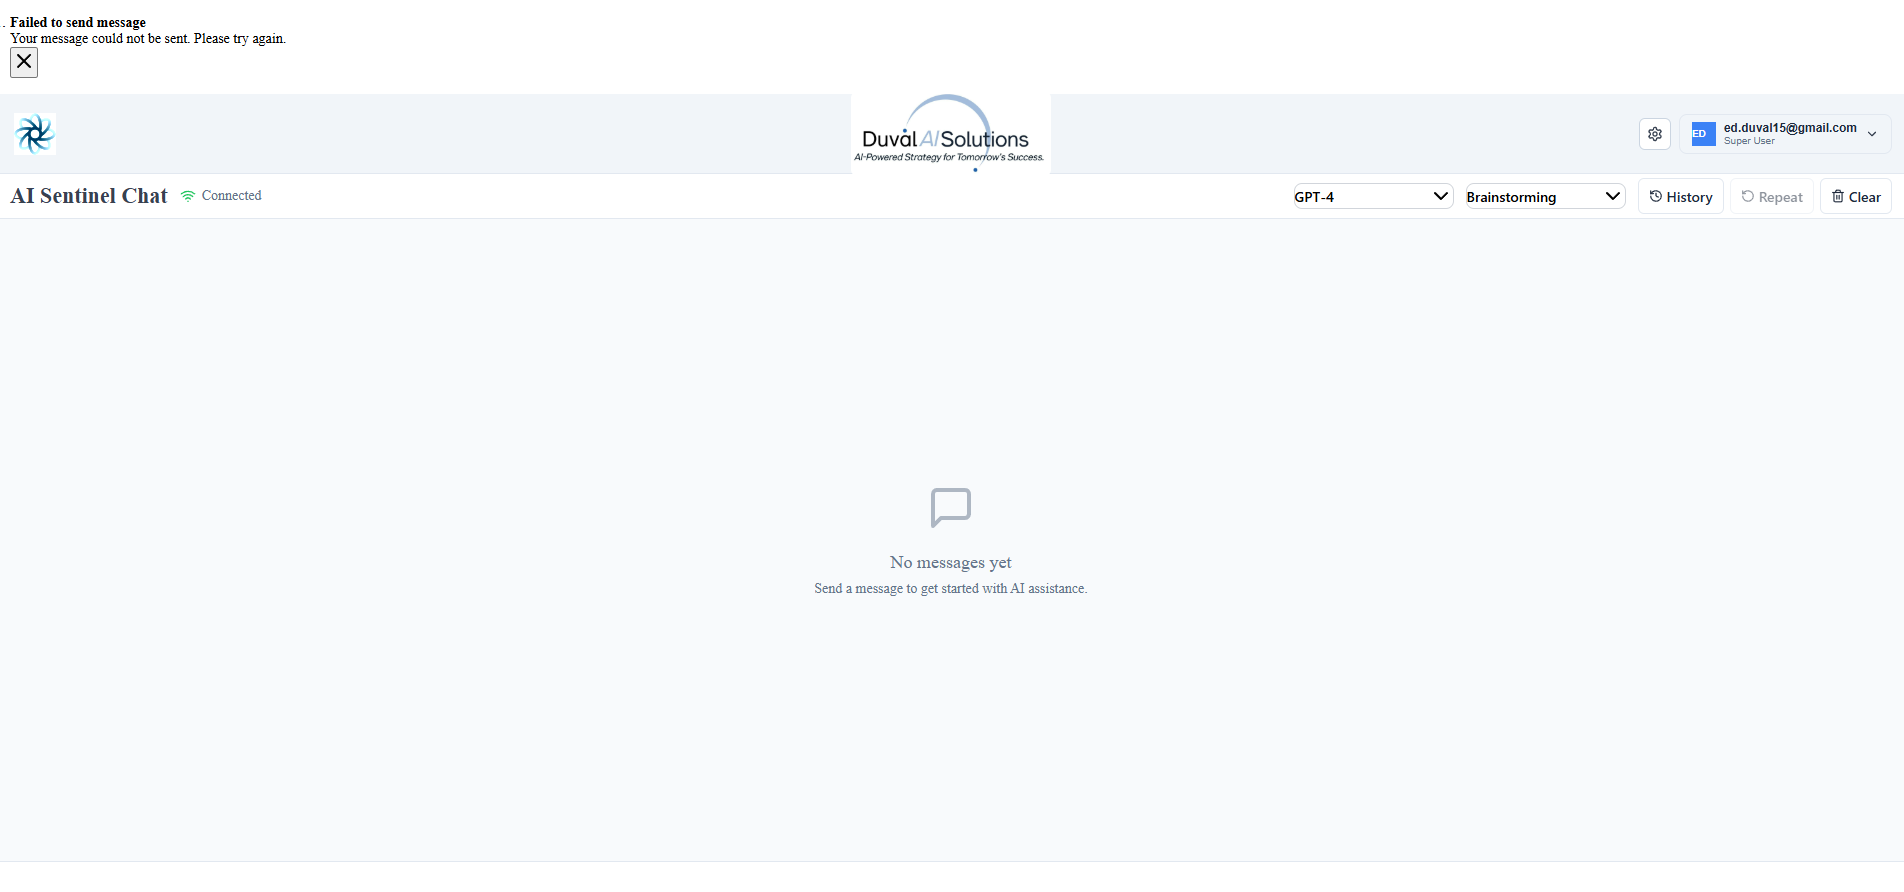 . Failed to send message
Your message could not be sent. Please try again.
Duval AI Solutions
AI-Powered Strategy for Tomorrow's Success.
ED
ed.duval15@gmail.com
Super User
AI Sentinel Chat
Connected
GPT-4
Brainstorming
History
Repeat
Clear
No messages yet
Send a message to get started with AI assistance.